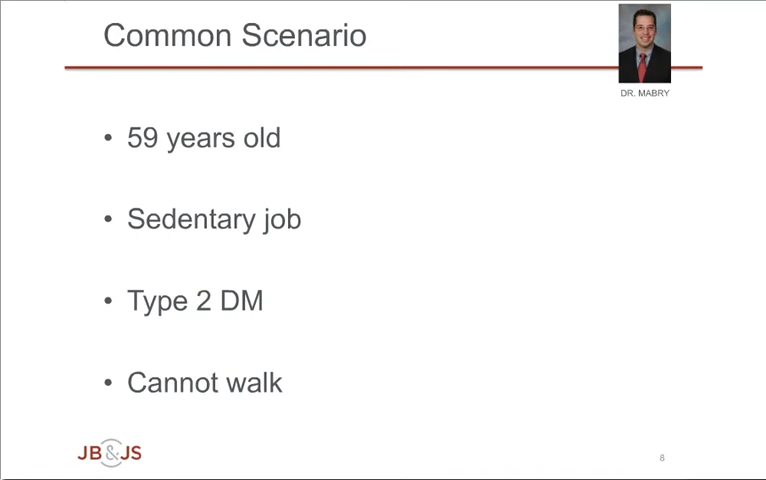 Common Scenario
DR. MABRY
• 59 years old
• Sedentary job
• Type 2 DM
• Cannot walk
JB&JS
8